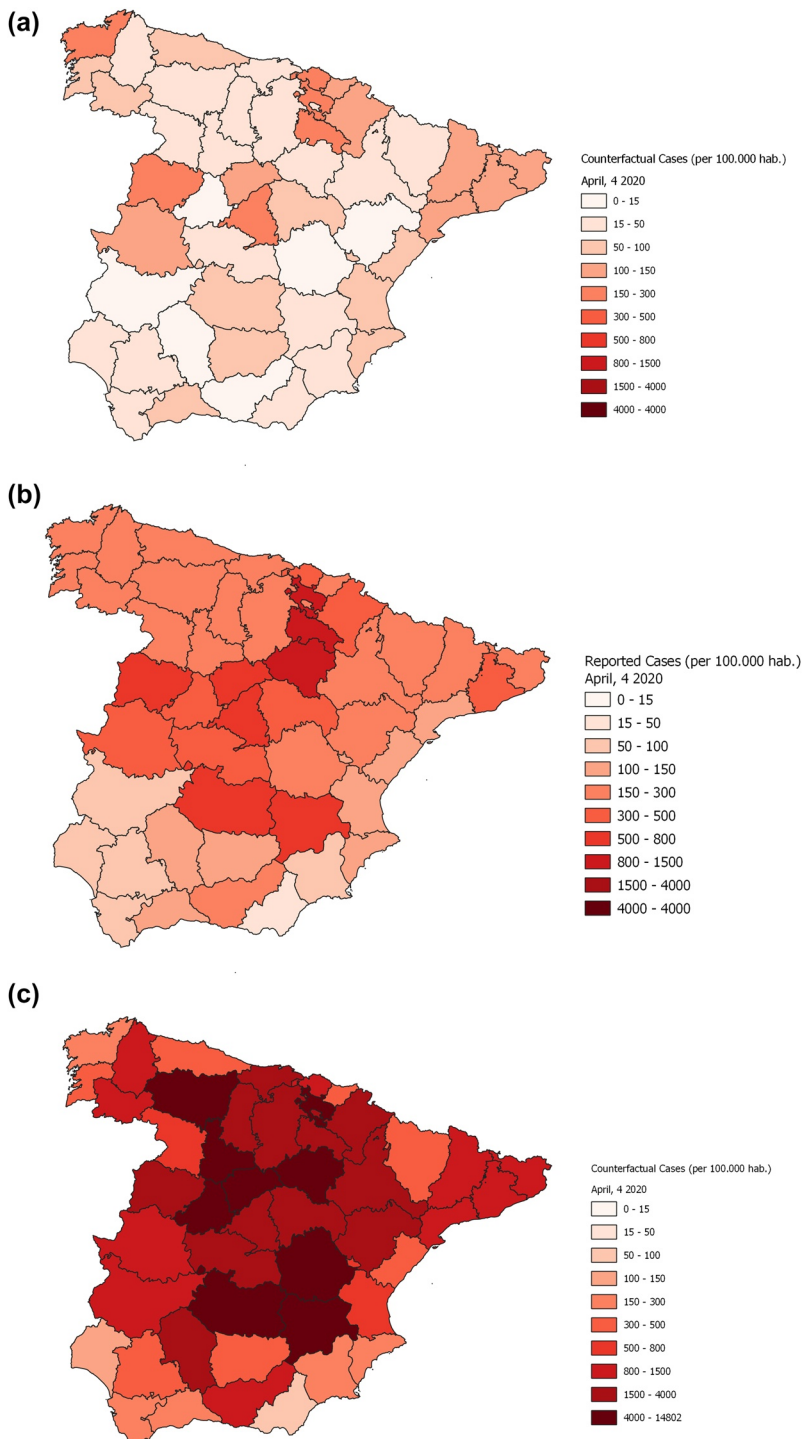 (a)
Counterfactual Cases (per 100.000 hab.)
April, 4 2020
0 - 15
15 - 50
50 - 100
100 - 150
150 - 300
300 - 500
500 - 800
800 - 1500
1500 - 4000
4000 - 4000
(b)
Reported Cases (per 100.000 hab.)
April, 4 2020
0 - 15
15 - 50
50 - 100
100 - 150
150 - 300
300 - 500
500 - 800
800 - 1500
1500 - 4000
4000 - 4000
(c)
Counterfactual Cases (per 100.000 hab.)
April, 4 2020
0 - 15
15 - 50
50 - 100
100 - 150
150 - 300
300 - 500
500 - 800
800 - 1500
1500 - 4000
4000 - 14802